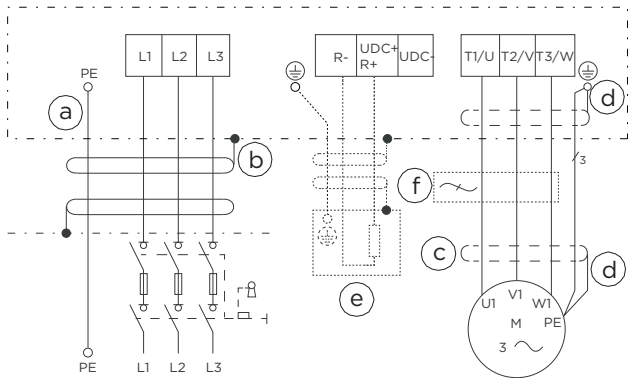 L1 L2 L3
R- UDC+ R+ UDC-
T1/U T2/V T3/W
PE
a
b
d
3
f
c
d
e
U1 V1 W1
M PE
3
PE L1 L2 L3